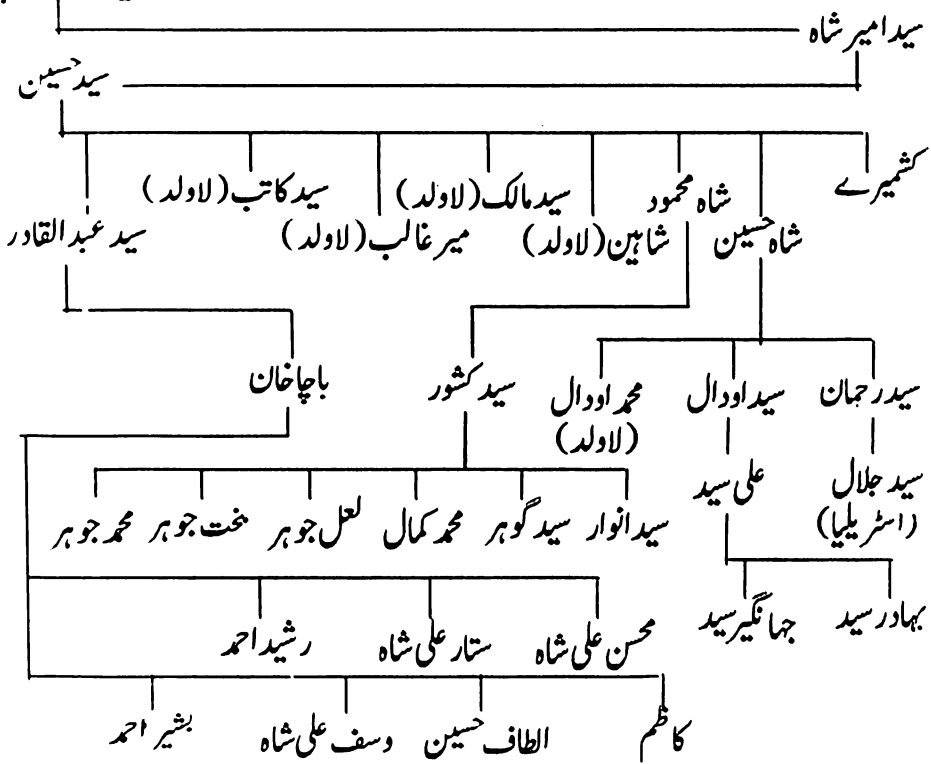 سید امیر شاہ
سید حسین
کشمیرے
شاہ محمود
سید مالک (لاولد)
سید کاتب (لاولد)
شاہ حسین
شاہین (لاولد)
میر غالب (لاولد)
سید عبدالقادر
سید رحمان
سید اودال
محمد اودال
(لاولد)
سید کشور
باچا خان
سید جلال
(اسٹریلیا)
علی سید
سید انوار
سید گوہر
محمد کمال
لعل جوہر
بخت جوہر
محمد جوہر
بہادر سید
جہانگیر سید
محسن علی شاہ
ستار علی شاہ
رشید احمد
کاظم
الطاف حسین
وسف علی شاہ
بشیر احمد